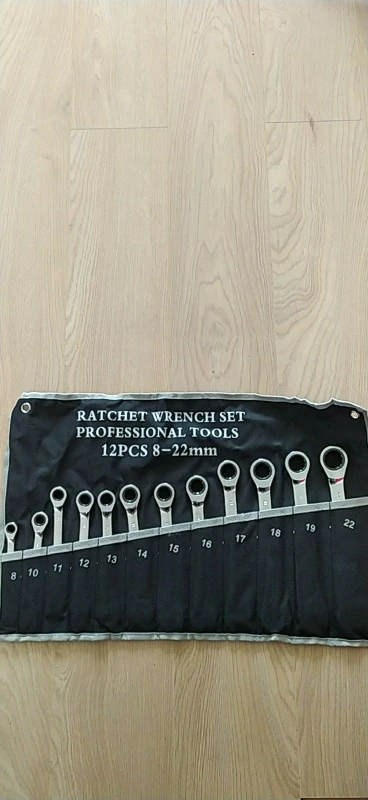 RATCHET WRENCH SET
PROFESSIONAL TOOLS
12PCS 8-22mm
8 10 11 12 13 14 15 16 17 18 19 22